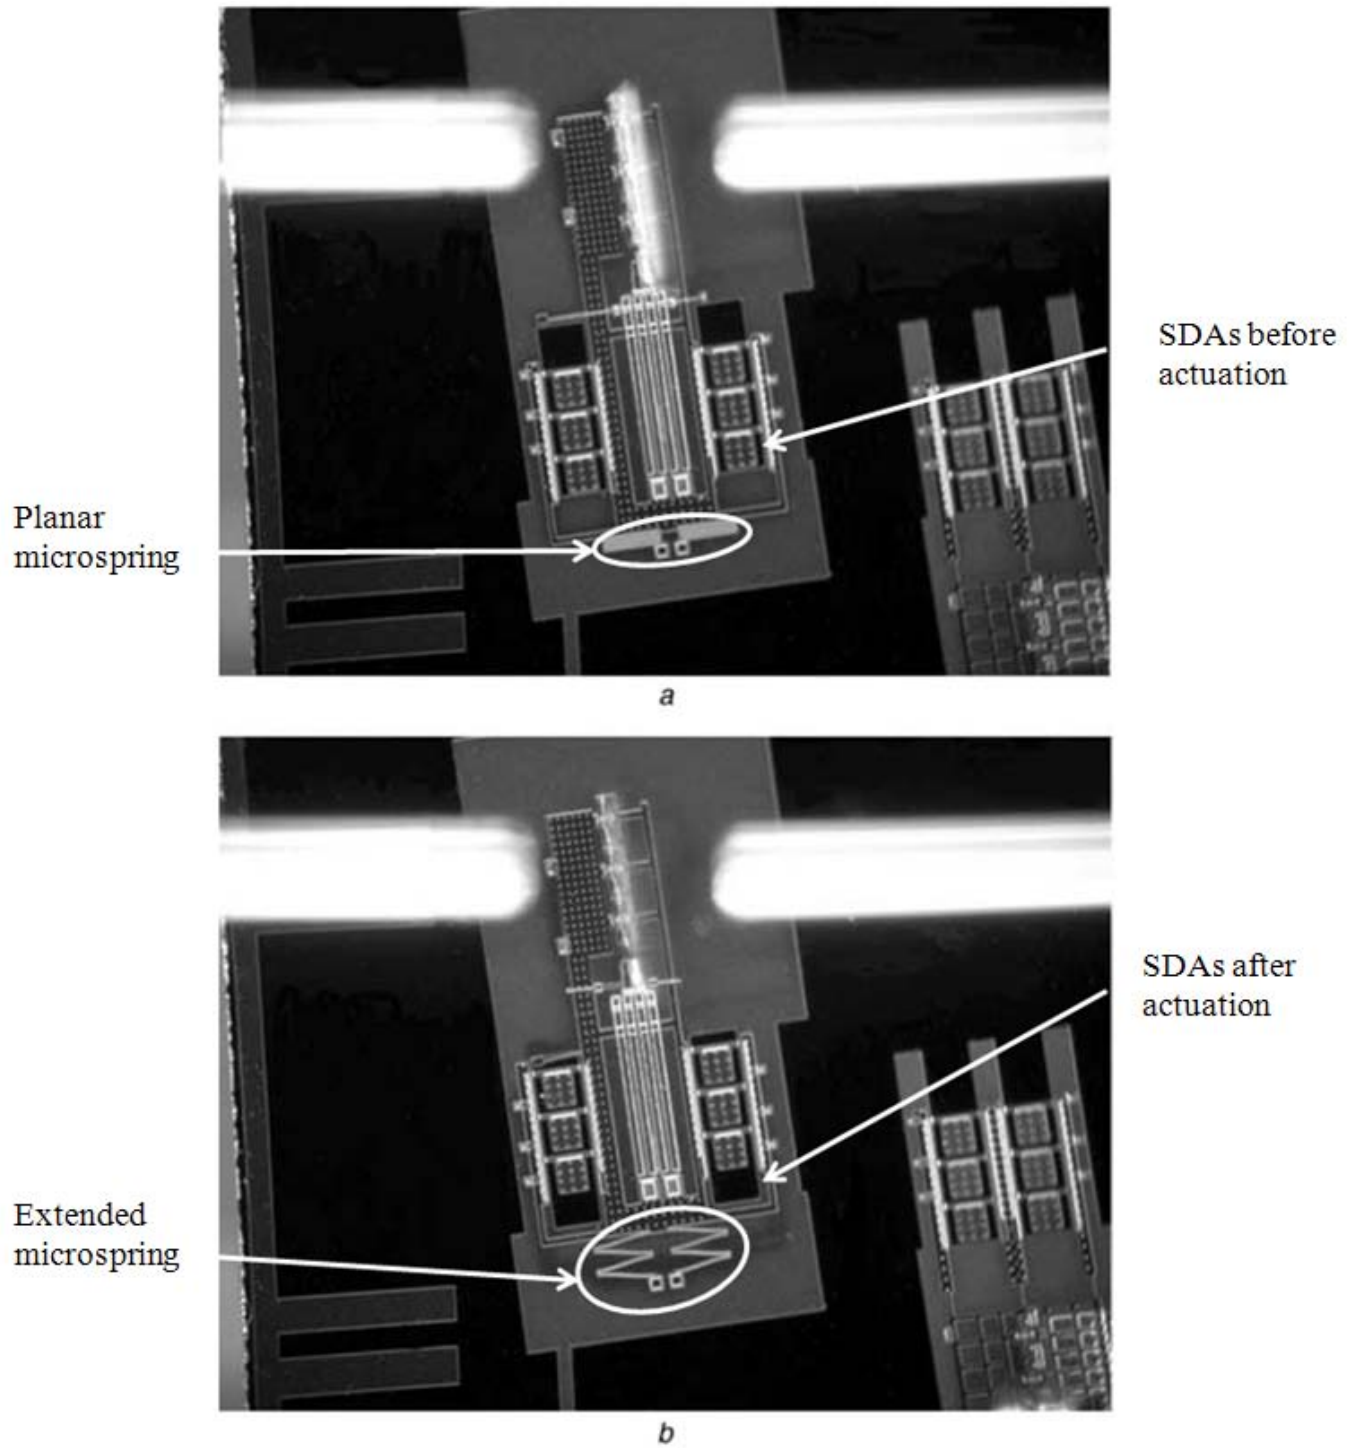 SDAs before
actuation
Planar
microspring
a
SDAs after
actuation
Extended
microspring
b